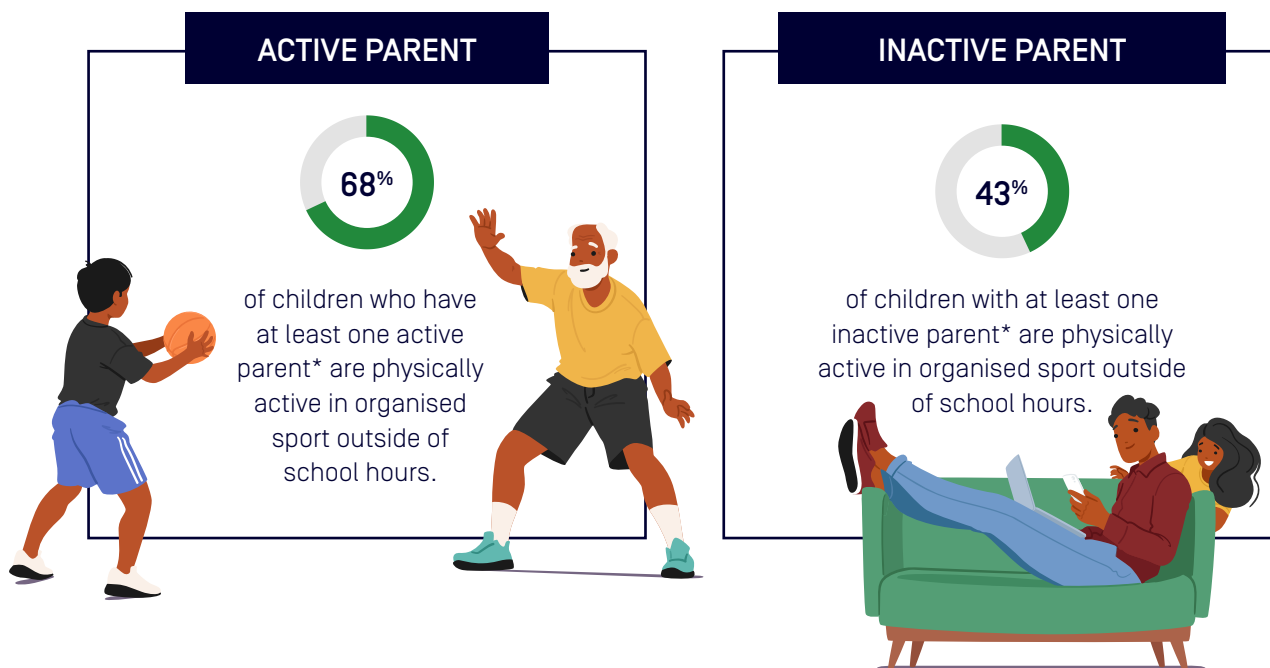 ACTIVE PARENT
68%
of children who have
at least one active
parent* are physically
active in organised
sport outside of
school hours.
INACTIVE PARENT
43%
of children with at least one
inactive parent* are physically
active in organised sport outside
of school hours.